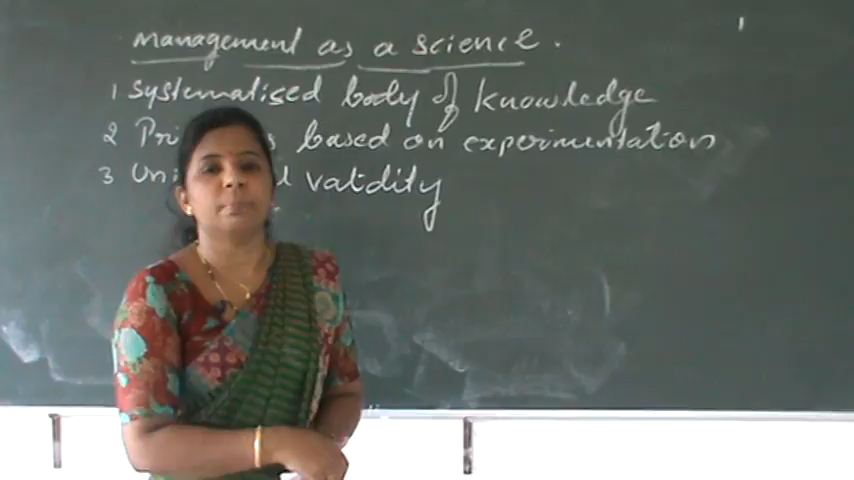 management as a science.
1 systematised body of knowledge
2 based on experimentation
3 validity